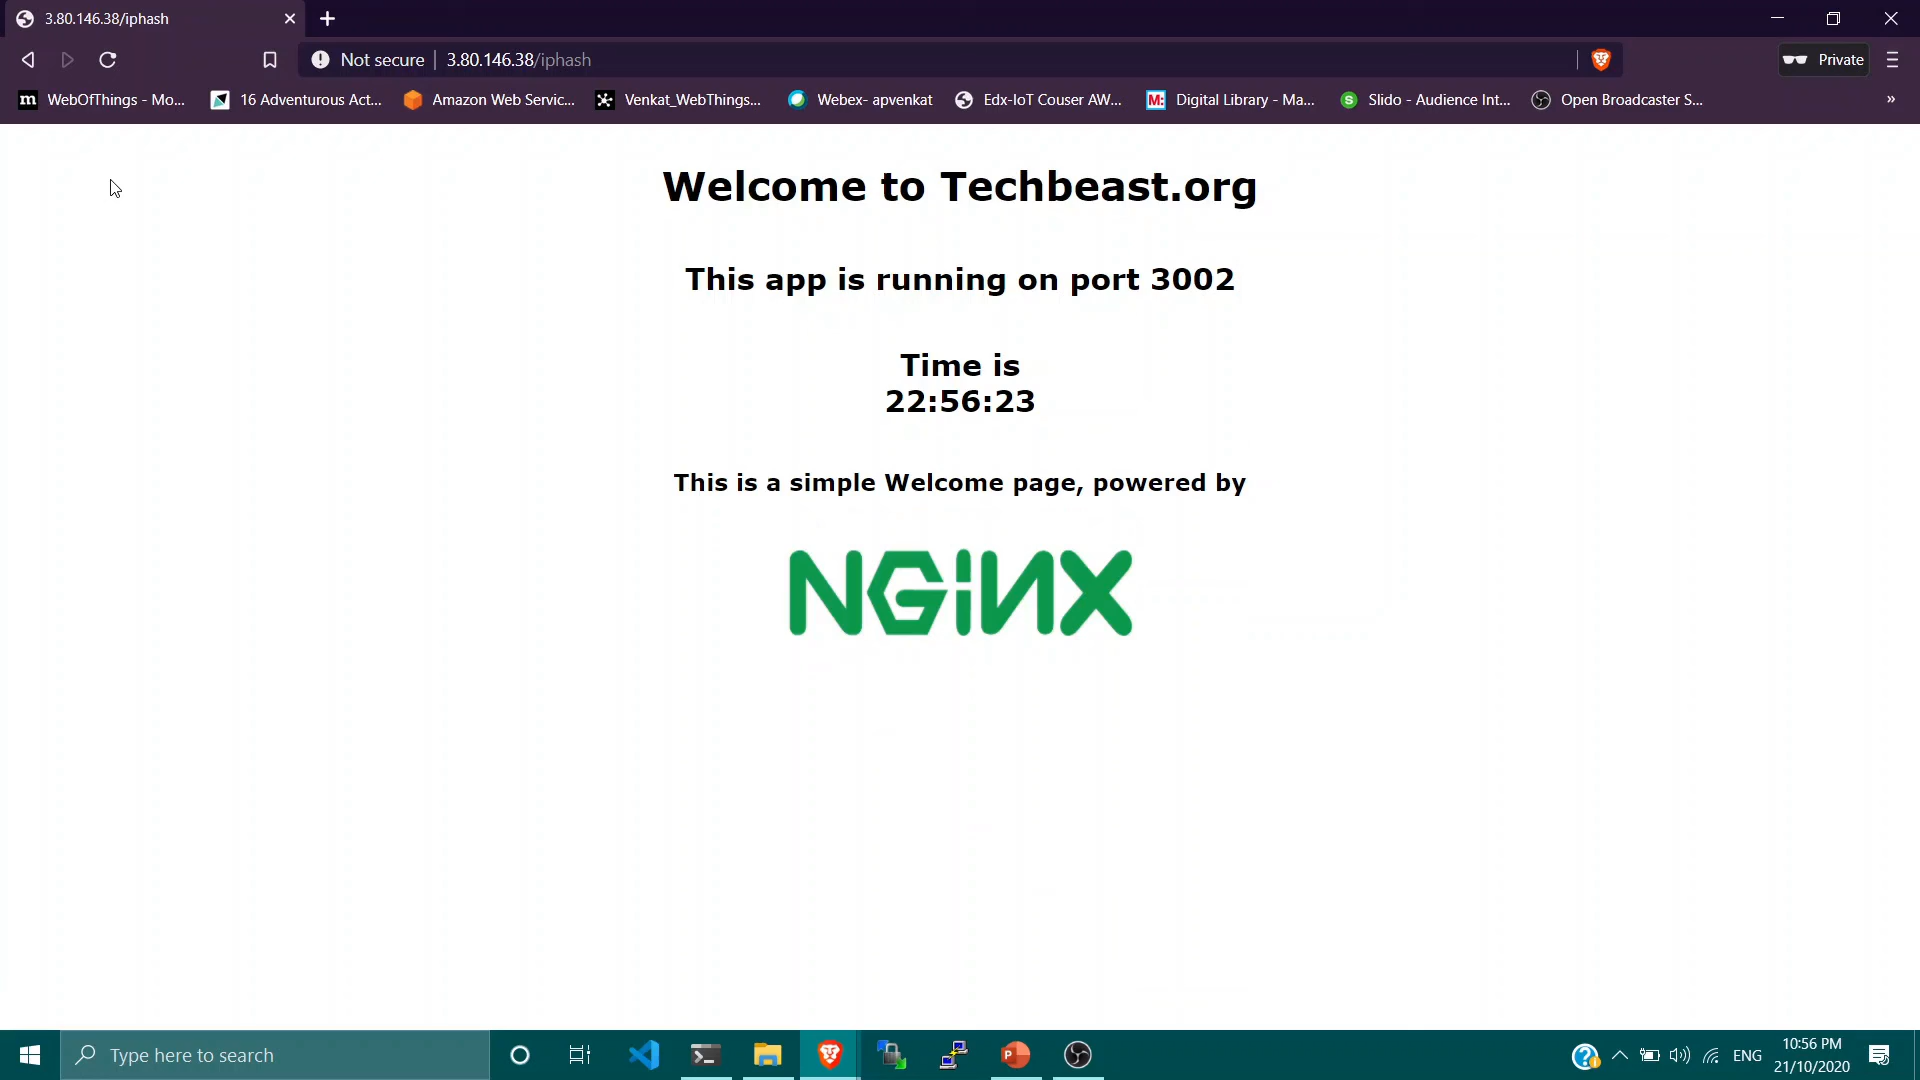 3.80.146.38/iphash
Not secure 3.80.146.38/iphash Private
m WebOfThings - Mo... 16 Adventurous Act... Amazon Web Servic... Venkat_WebThings... Webex- apvenkat Edx-IoT Couser AW... M: Digital Library - Ma... S Slido - Audience Int... Open Broadcaster S... »
Welcome to Techbeast.org
This app is running on port 3002
Time is
22:56:23
This is a simple Welcome page, powered by
NGINX
Type here to search
ENG
10:56 PM
21/10/2020